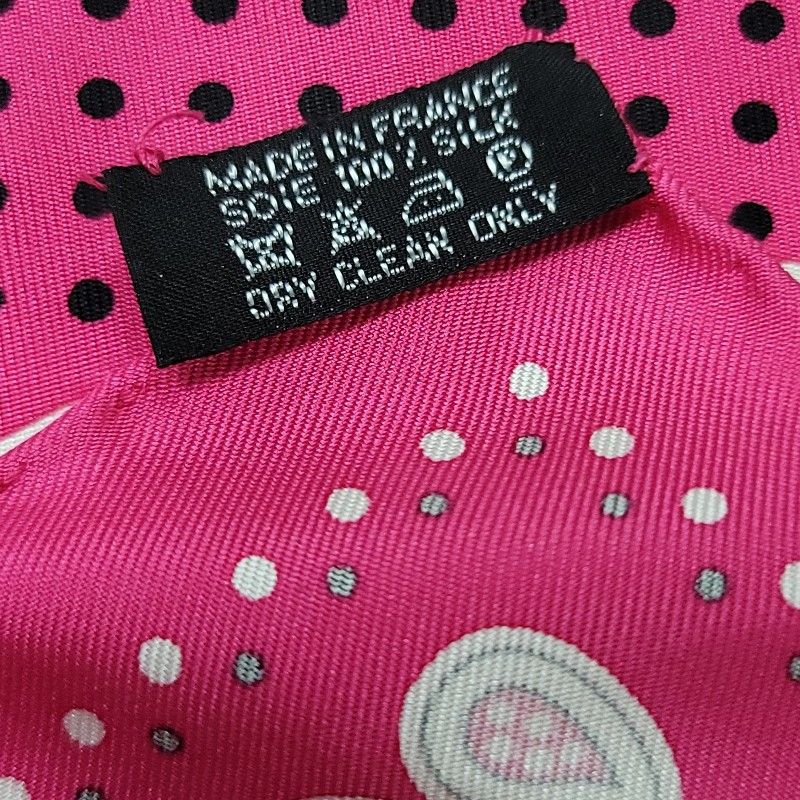 MADE IN FRANCE
SOIE 100% SILK
P
DRY CLEAN ONLY